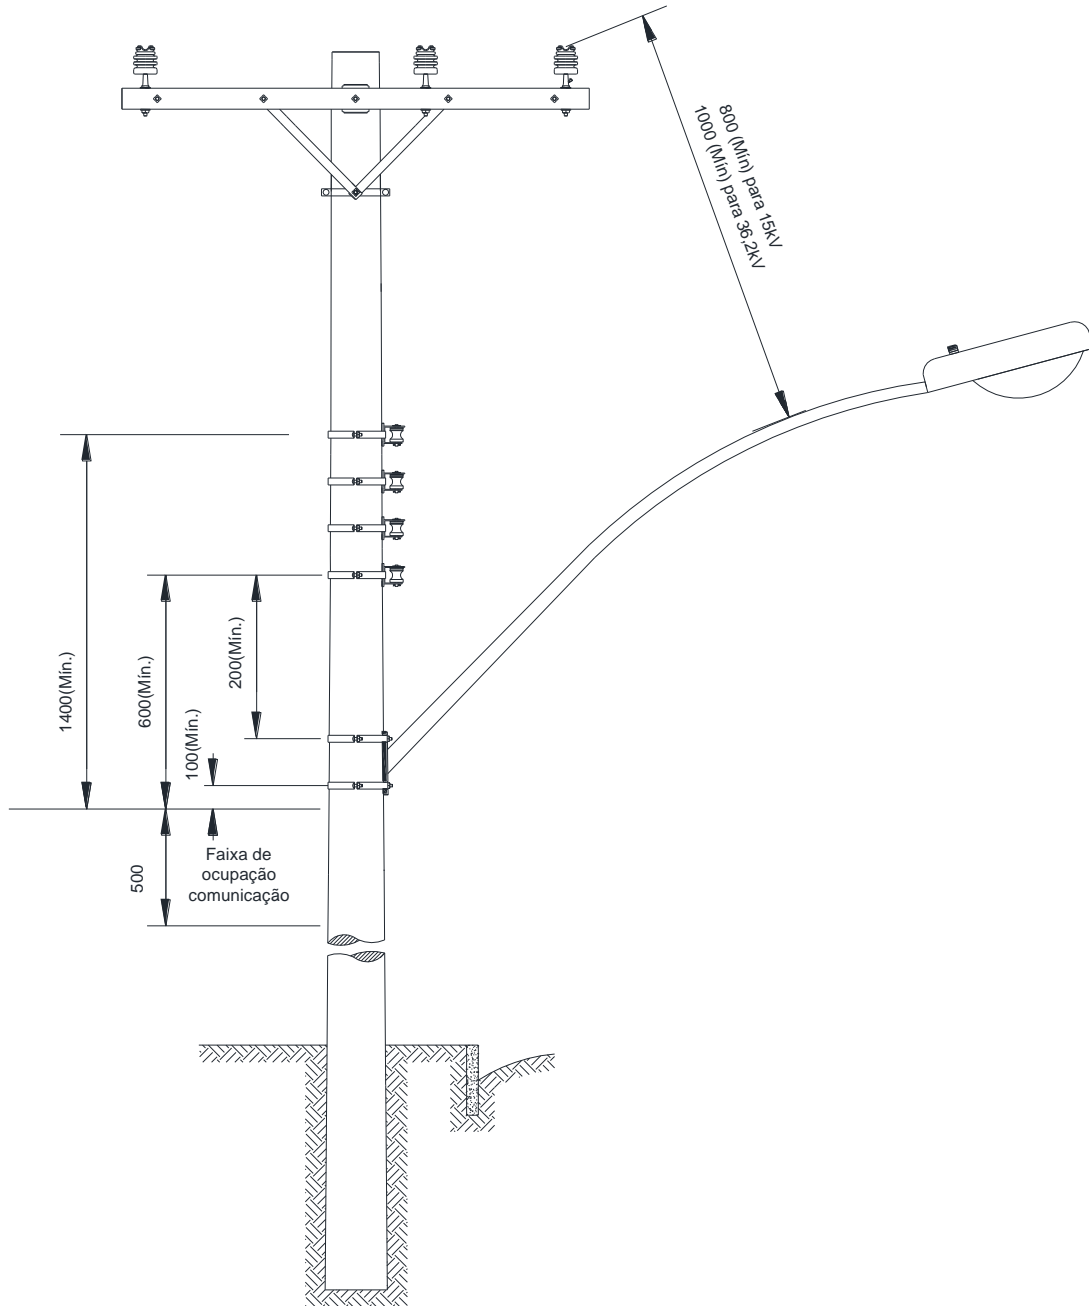 800 (Mín) para 15kV
1000 (Mín) para 36,2kV
1400(Mín.)
600(Mín.)
200(Mín.)
100(Mín.)
500
Faixa de
ocupação
comunicação